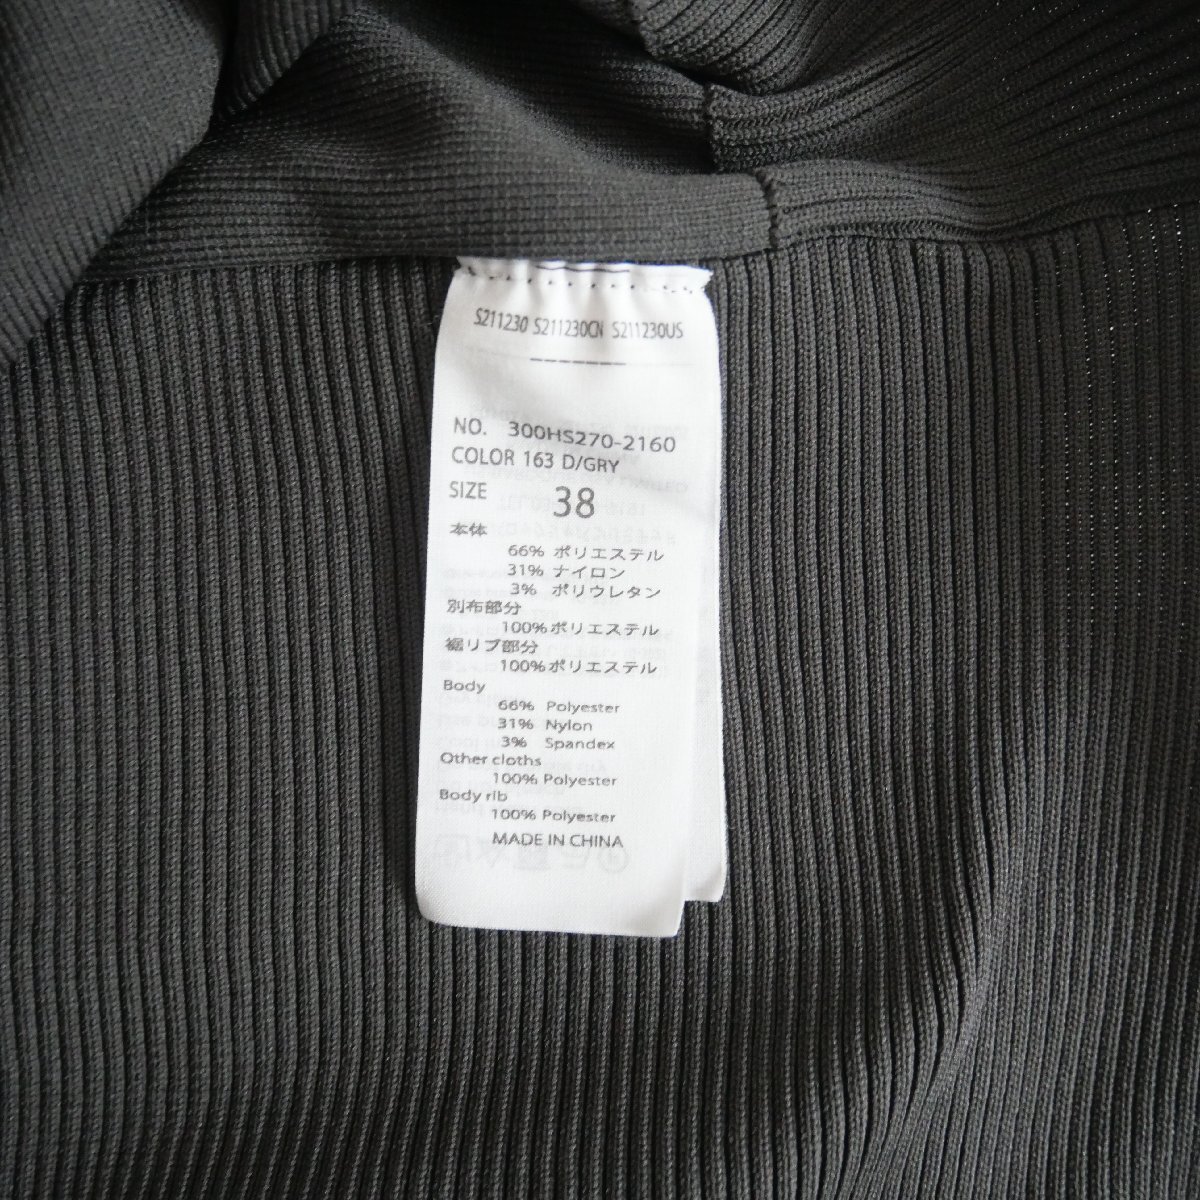 S211230 S211230CN S211230US
-------
NO. 300HS270-2160
COLOR 163 D/GRY
SIZE 38
本体
66% ポリエステル
31% ナイロン
3% ポリウレタン
別布部分
100%ポリエステル
裾リブ部分
100%ポリエステル
Body
66% Polyester
31% Nylon
3% Spandex
Other cloths
100% Polyester
Body rib
100% Polyester
MADE IN CHINA